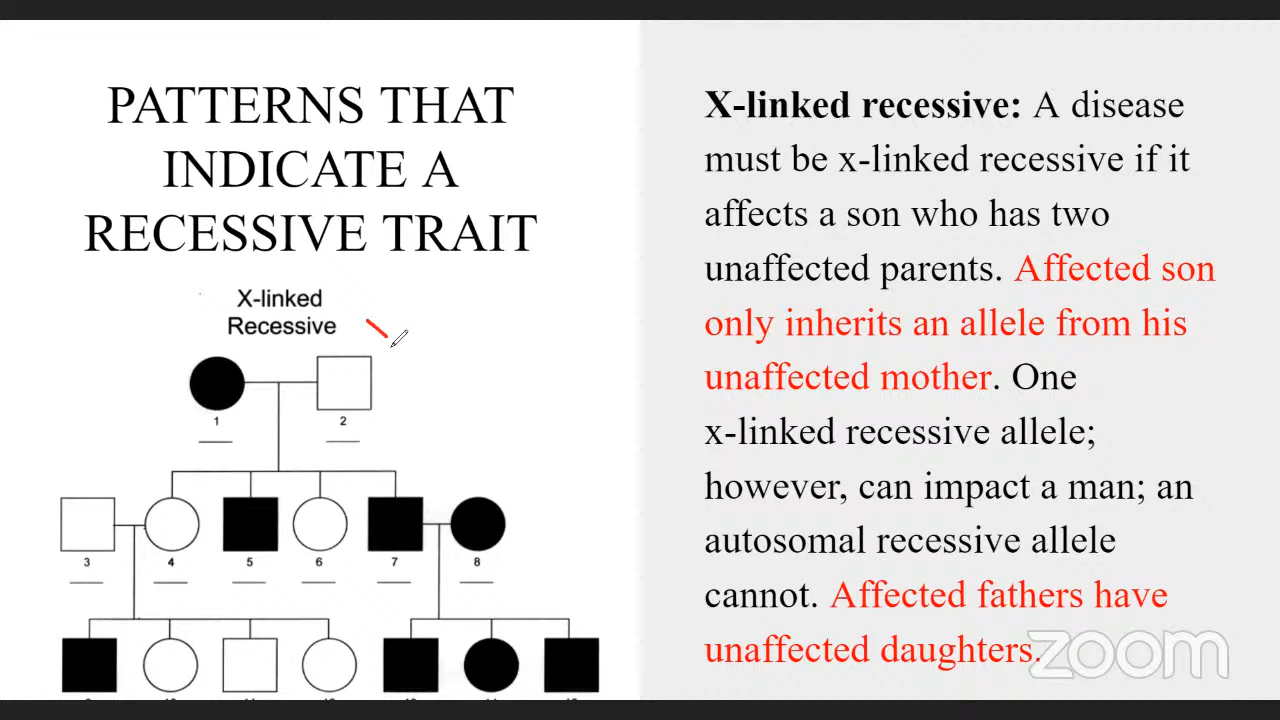 PATTERNS THAT
INDICATE A
RECESSIVE TRAIT
X-linked
Recessive
1
2
3
4
5
6
7
8
X-linked recessive: A disease
must be x-linked recessive if it
affects a son who has two
unaffected parents. Affected son
only inherits an allele from his
unaffected mother. One
x-linked recessive allele;
however, can impact a man; an
autosomal recessive allele
cannot. Affected fathers have
unaffected daughters.
zoom